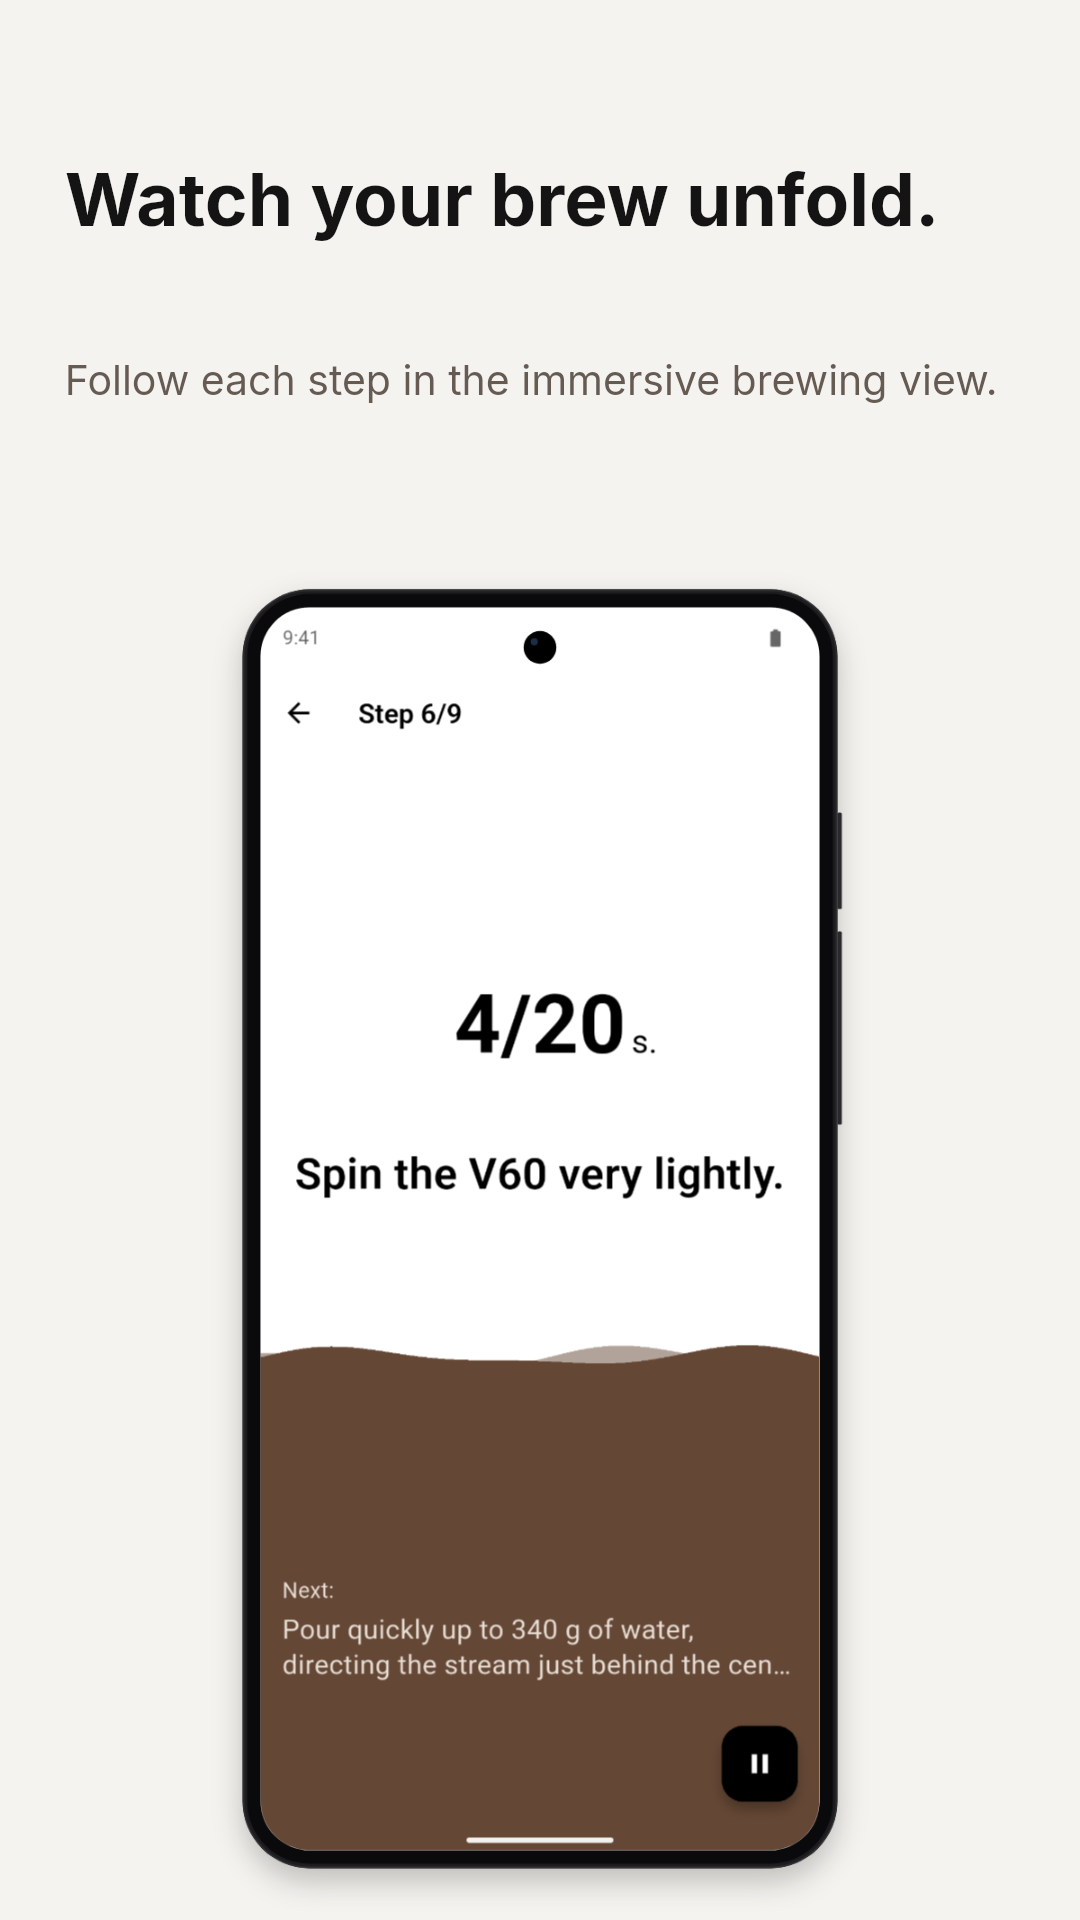 Watch your brew unfold.
Follow each step in the immersive brewing view.
9:41
Step 6/9
4/20 s.
Spin the V60 very lightly.
Next:
Pour quickly up to 340 g of water,
directing the stream just behind the cen…